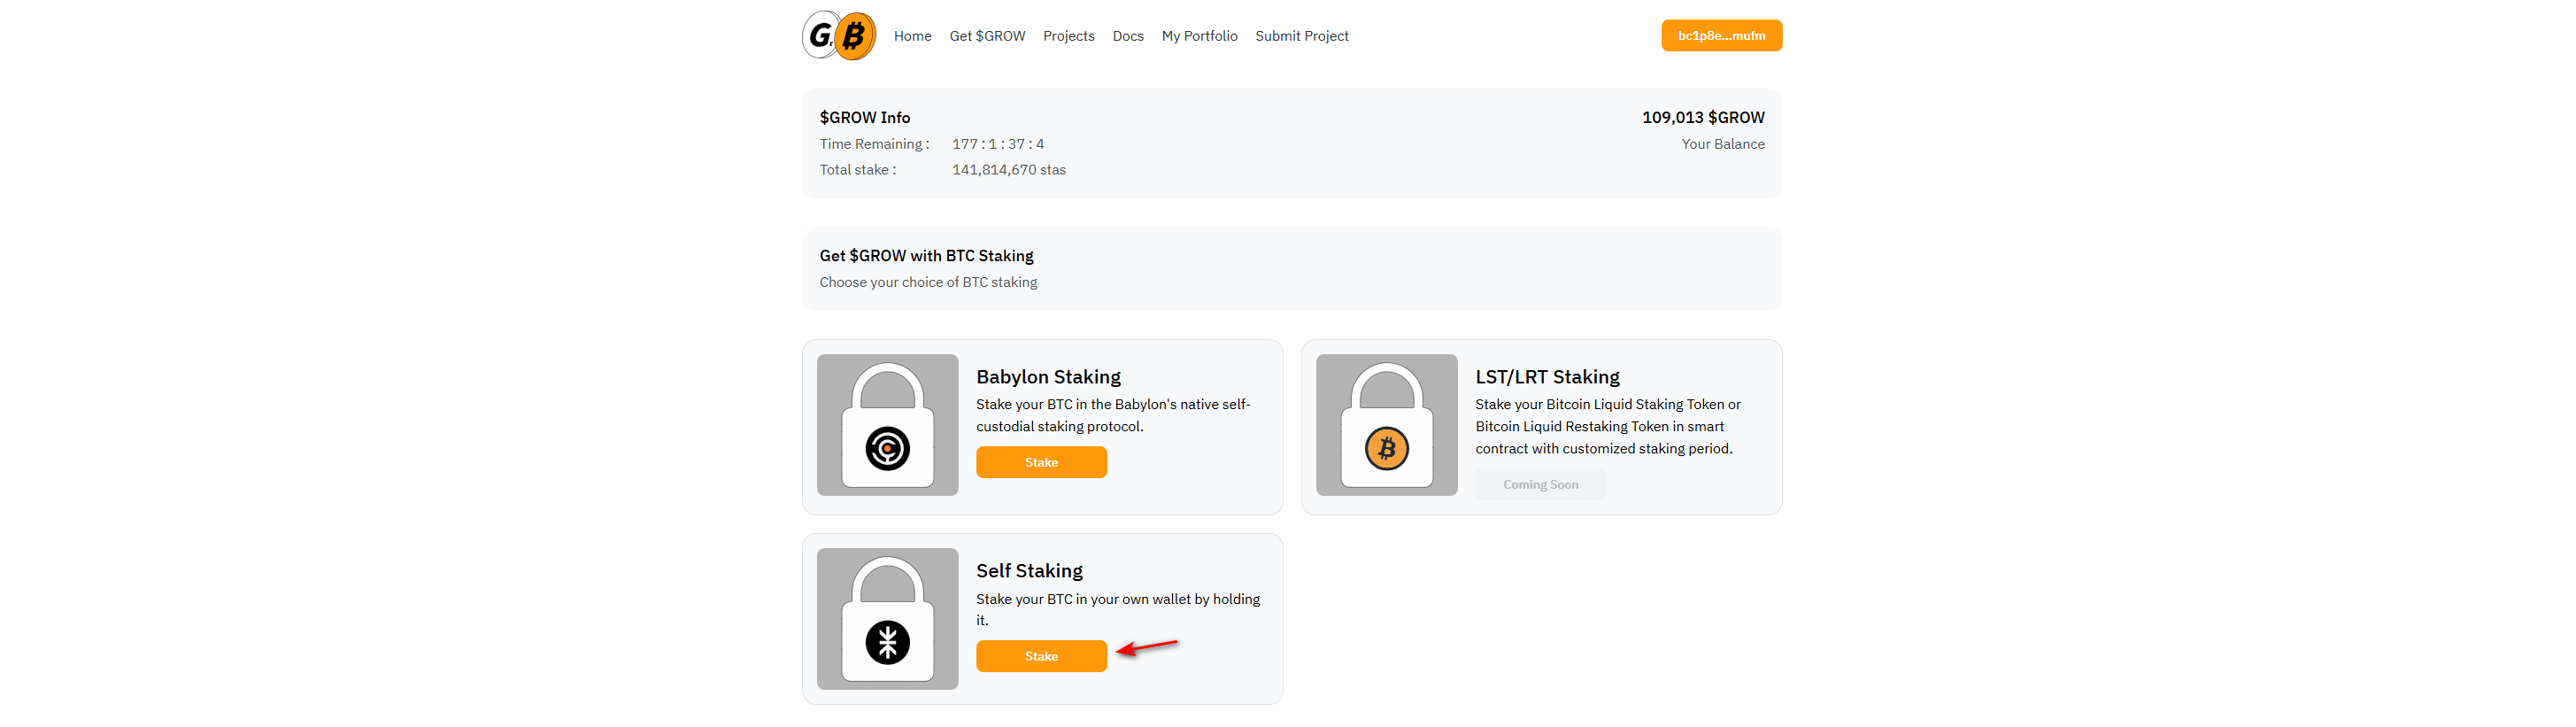 Gr ₿
Home Get $GROW Projects Docs My Portfolio Submit Project
bc1p8e...mufm
$GROW Info
109,013 $GROW
Time Remaining : 177 : 1 : 37 : 4
Your Balance
Total stake : 141,814,670 stas
Get $GROW with BTC Staking
Choose your choice of BTC staking
Babylon Staking
Stake your BTC in the Babylon's native self-
custodial staking protocol.
Stake
LST/LRT Staking
Stake your Bitcoin Liquid Staking Token or
Bitcoin Liquid Restaking Token in smart
contract with customized staking period.
Coming Soon
Self Staking
Stake your BTC in your own wallet by holding
it.
Stake